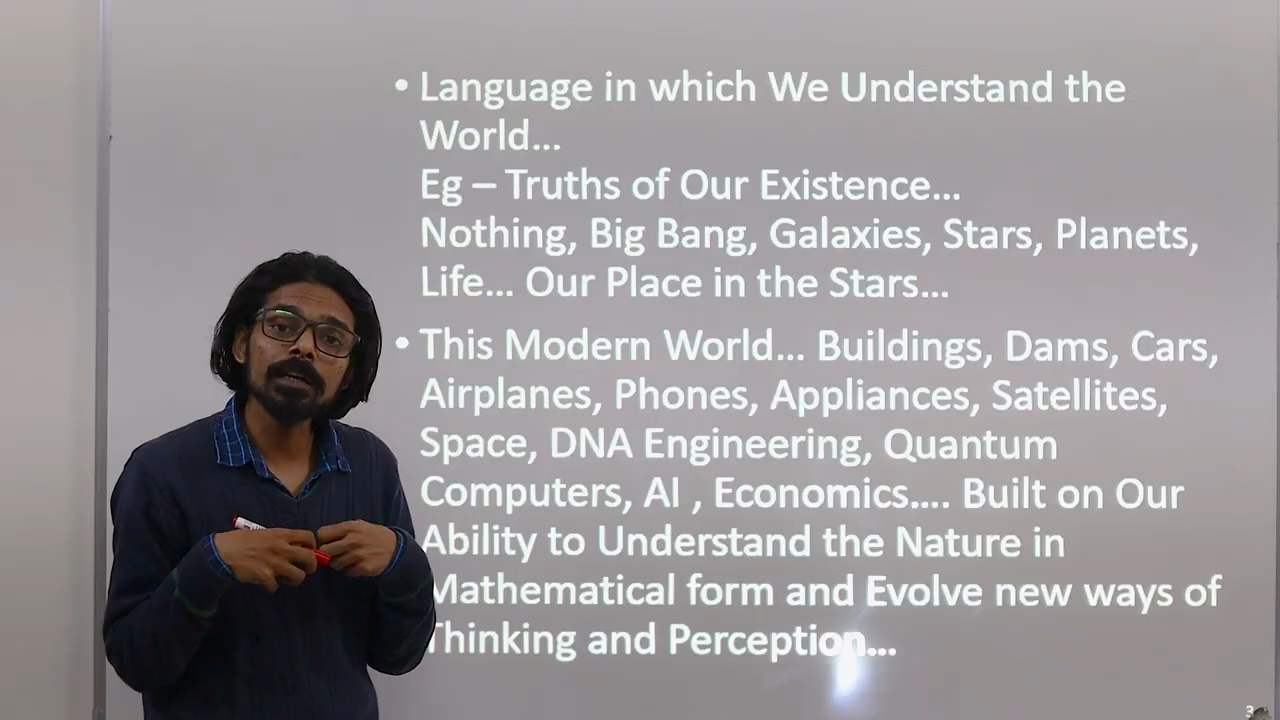 • Language in which We Understand the
World...
Eg – Truths of Our Existence...
Nothing, Big Bang, Galaxies, Stars, Planets,
Life... Our Place in the Stars...
• This Modern World... Buildings, Dams, Cars,
Airplanes, Phones, Appliances, Satellites,
Space, DNA Engineering, Quantum
Computers, AI , Economics.... Built on Our
Ability to Understand the Nature in
Mathematical form and Evolve new ways of
Thinking and Perception...
3